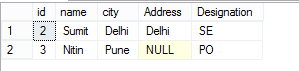 id name city Address Designation
1 2 Sumit Delhi Delhi SE
2 3 Nitin Pune NULL PO